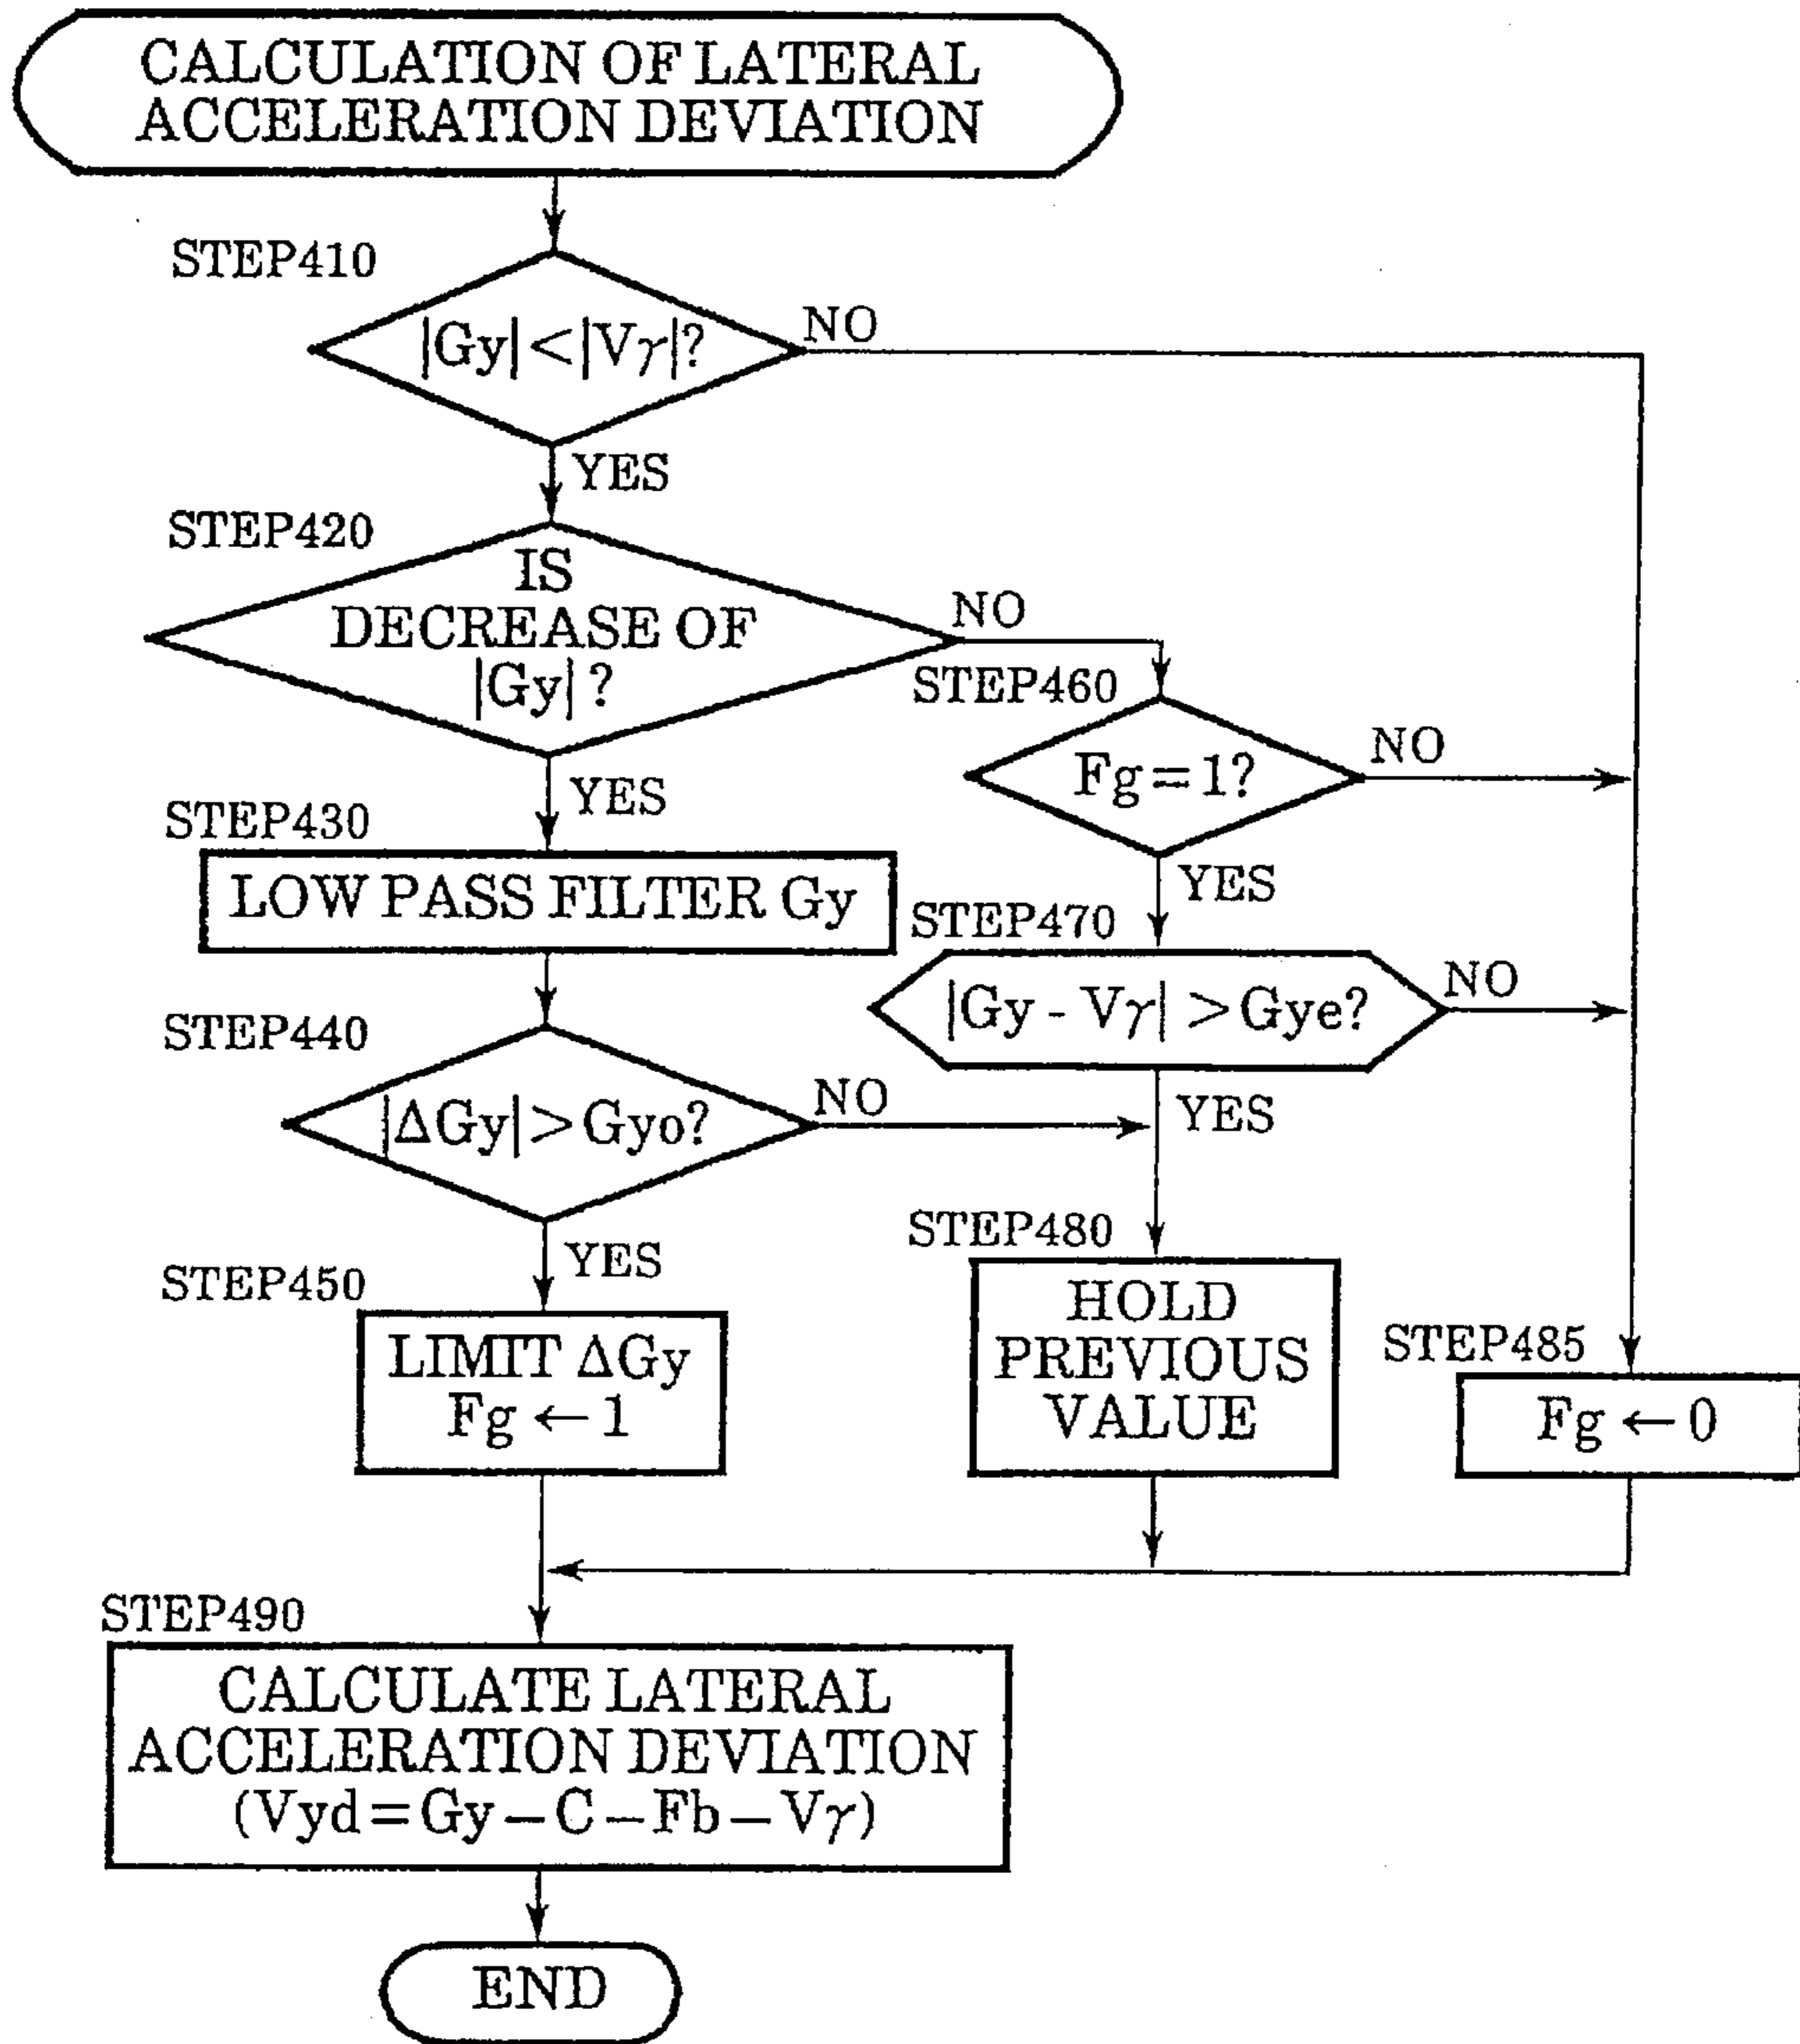 CALCULATION OF LATERAL
ACCELERATION DEVIATION
STEP410
|Gy|<|Vγ|?
NO
YES
STEP420
IS
DECREASE OF
|Gy|?
NO
YES
STEP460
Fg=1?
NO
YES
STEP430
LOW PASS FILTER Gy
STEP470
|Gy - Vγ| >Gye?
NO
YES
STEP440
|ΔGy|>Gyo?
NO
YES
STEP450
LIMIT ΔGy
Fg ← 1
STEP480
HOLD
PREVIOUS
VALUE
STEP485
Fg ← 0
STEP490
CALCULATE LATERAL
ACCELERATION DEVIATION
(Vyd=Gy−C−Fb−Vγ)
END